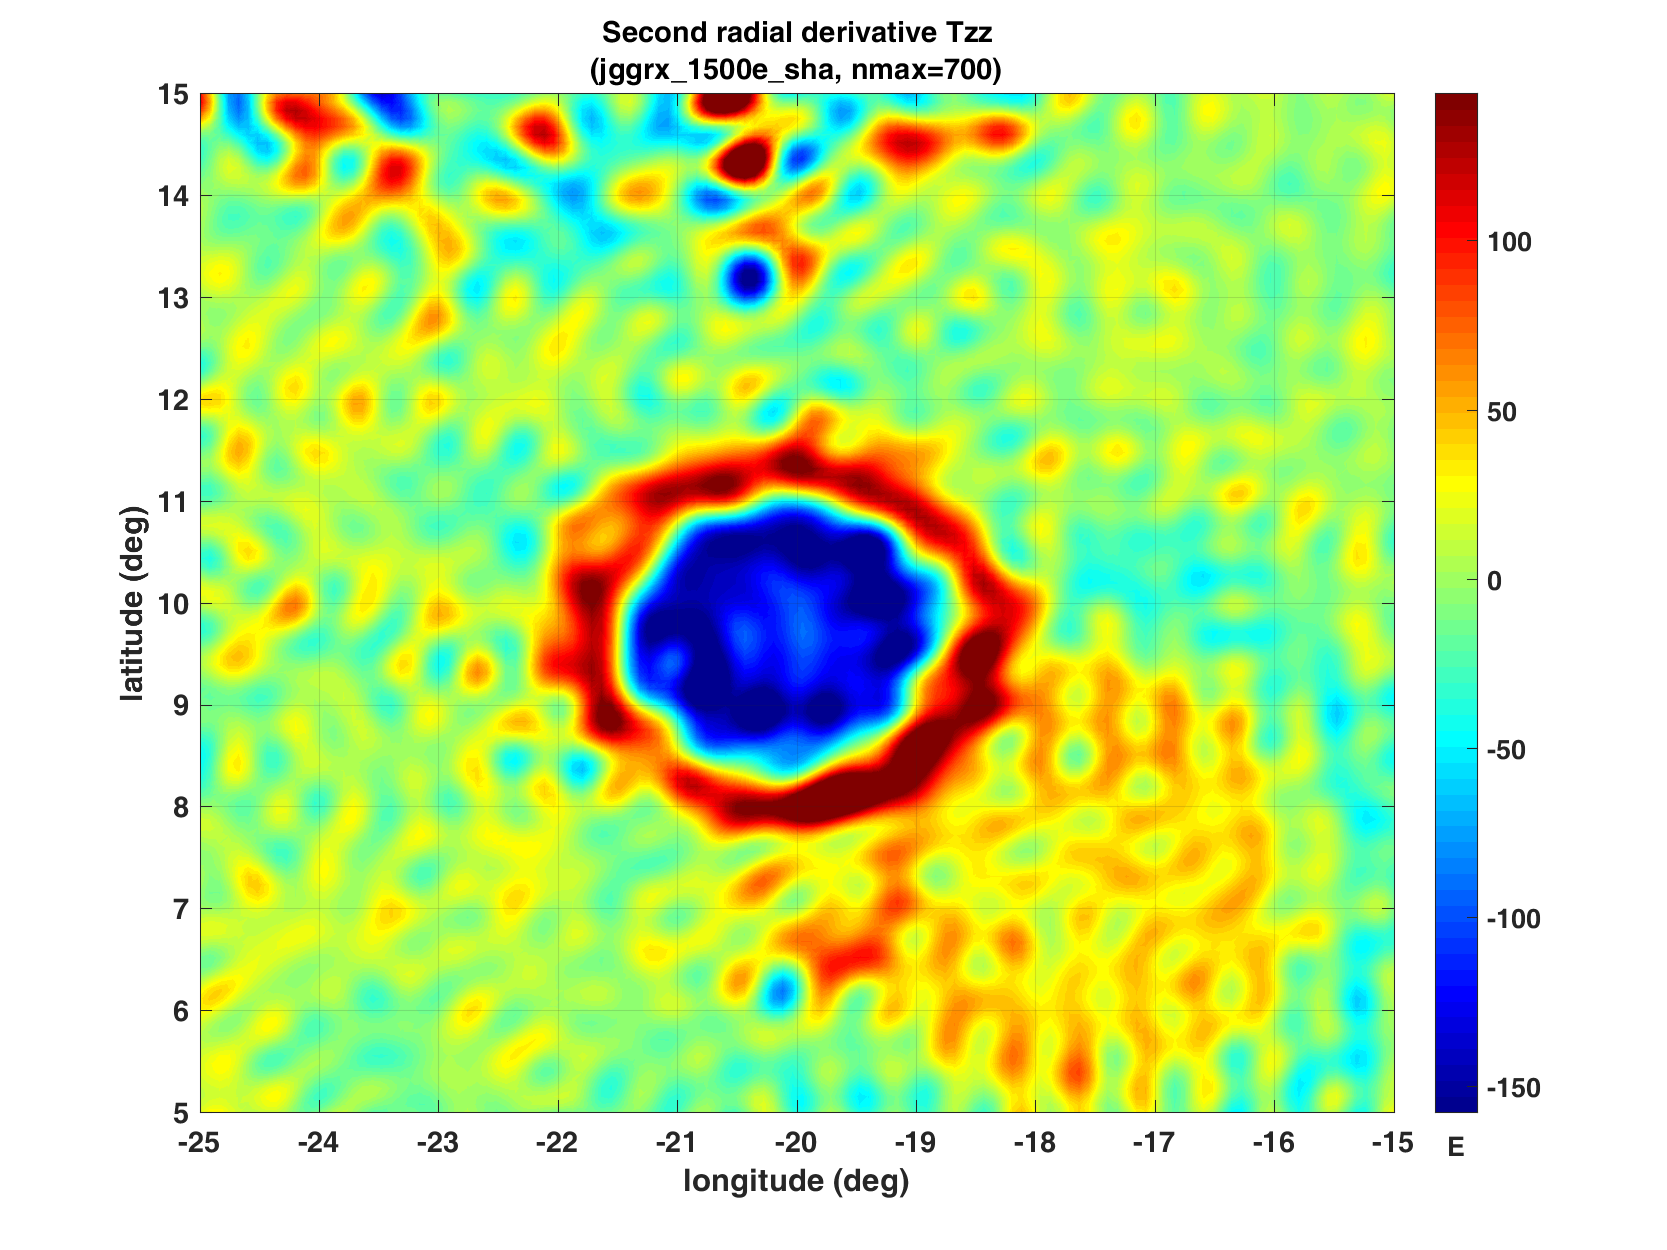 Second radial derivative Tzz
(jggrx_1500e_sha, nmax=700)
15
14
13
12
11
10
9
8
7
6
5
latitude (deg)
-25 -24 -23 -22 -21 -20 -19 -18 -17 -16 -15
longitude (deg)
100
50
0
-50
-100
-150
E